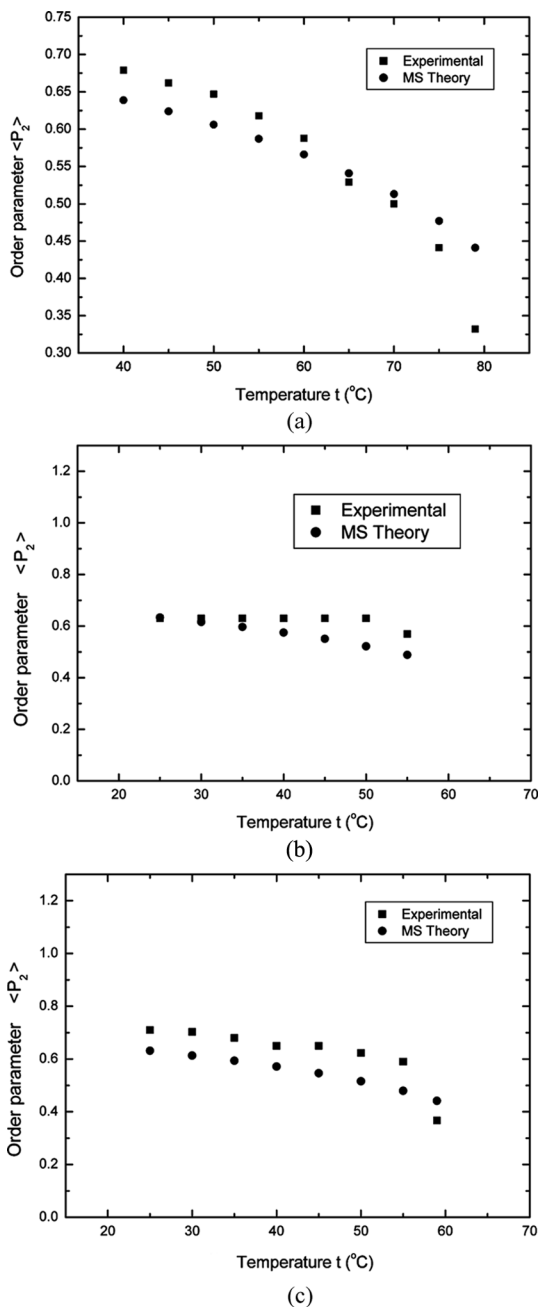 0.75
0.70
0.65
0.60
0.55
0.50
0.45
0.40
0.35
0.30
Order parameter <P2>
Experimental
MS Theory
40 50 60 70 80
Temperature t (°C)
(a)
1.2
1.0
0.8
0.6
0.4
0.2
0.0
Order parameter <P2>
Experimental
MS Theory
20 30 40 50 60 70
Temperature t (°C)
(b)
1.2
1.0
0.8
0.6
0.4
0.2
0.0
Order parameter <P2>
Experimental
MS Theory
20 30 40 50 60 70
Temperature t (°C)
(c)